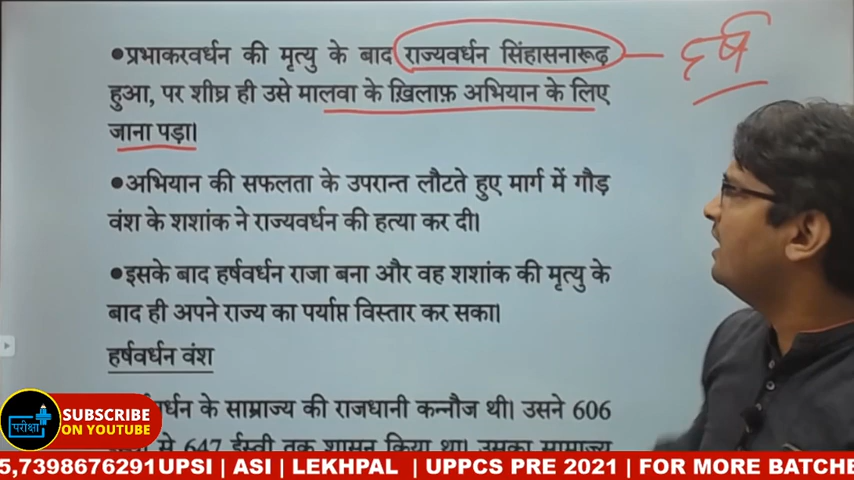 ●प्रभाकरवर्धन की मृत्यु के बाद राज्यवर्धन सिंहासनारूढ़
हर्ष
हुआ, पर शीघ्र ही उसे मालवा के ख़िलाफ़ अभियान के लिए
जाना पड़ा।
●अभियान की सफलता के उपरान्त लौटते हुए मार्ग में गौड़
वंश के शशांक ने राज्यवर्धन की हत्या कर दी।
●इसके बाद हर्षवर्धन राजा बना और वह शशांक की मृत्यु के
बाद ही अपने राज्य का पर्याप्त विस्तार कर सका।
हर्षवर्धन वंश
के साम्राज्य की राजधानी कन्नौज थी। उसने 606
से 647 ईस्वी तक शासन किया था। उसका साम्राज्य
परीक्षा
SUBSCRIBE
ON YOUTUBE
5,7398676291UPSI | ASI | LEKHPAL | UPPCS PRE 2021 | FOR MORE BATCHE